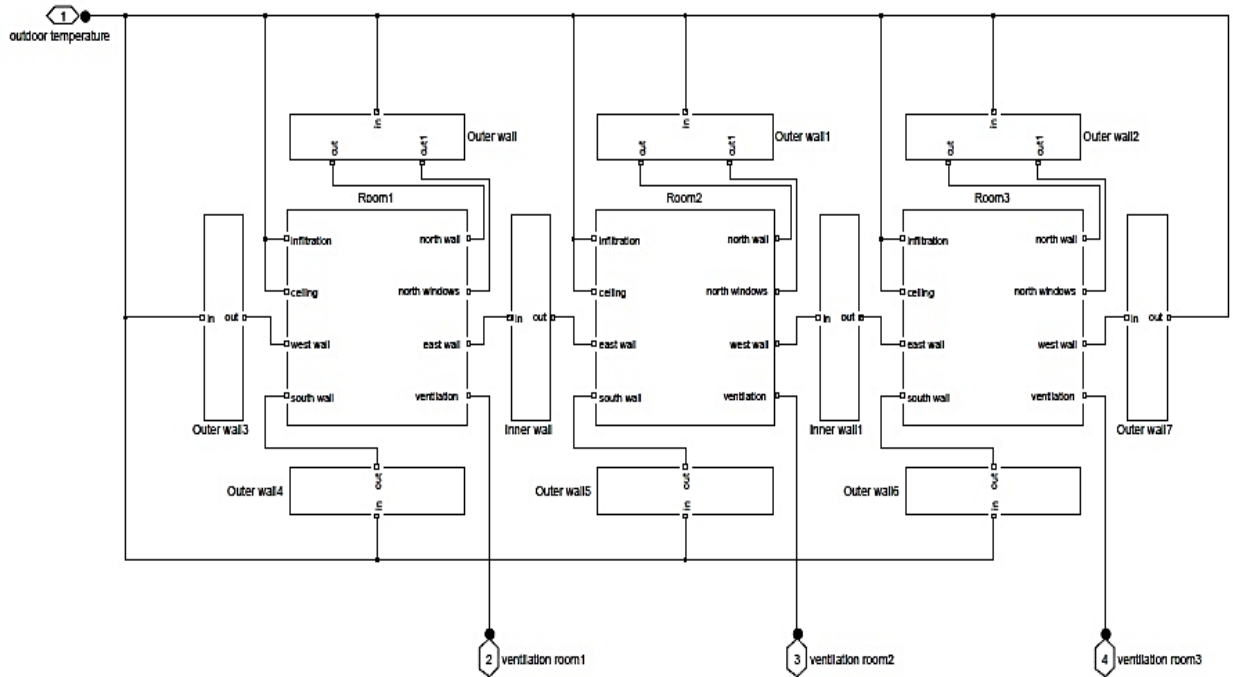 1
outdoor temperature
in
out
out1
Outer wall
in
out
out1
Outer wall1
in
out
out1
Outer wall2
Room1
infiltration
north wall
ceiling
north windows
west wall
east wall
south wall
ventilation
Room2
infiltration
north wall
ceiling
north windows
east wall
west wall
south wall
ventilation
Room3
infiltration
north wall
ceiling
north windows
east wall
west wall
south wall
ventilation
in out
Outer wall3
in out
Inner wall
in out
Inner wall1
in out
Outer wall7
out
in
Outer wall4
out
in
Outer wall5
out
in
Outer wall6
2
ventilation room1
3
ventilation room2
4
ventilation room3